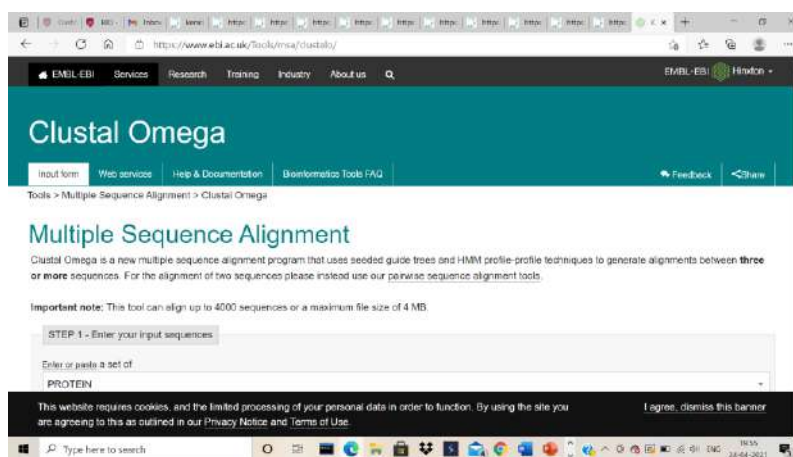 https://www.ebi.ac.uk/Tools/msa/clustalo/
EMBL-EBI Services Research Training Industry About us EMBL-EBI Hinxton
Clustal Omega
Input form Web services Help & Documentation Bioinformatics Tools FAQ Feedback Share
Tools > Multiple Sequence Alignment > Clustal Omega
Multiple Sequence Alignment
Clustal Omega is a new multiple sequence alignment program that uses seeded guide trees and HMM profile-profile techniques to generate alignments between three
or more sequences. For the alignment of two sequences please instead use our pairwise sequence alignment tools.
Important note: This tool can align up to 4000 sequences or a maximum file size of 4 MB.
STEP 1 - Enter your input sequences
Enter or paste a set of
PROTEIN
This website requires cookies, and the limited processing of your personal data in order to function. By using the site you I agree, dismiss this banner
are agreeing to this as outlined in our Privacy Notice and Terms of Use.
Type here to search ENG